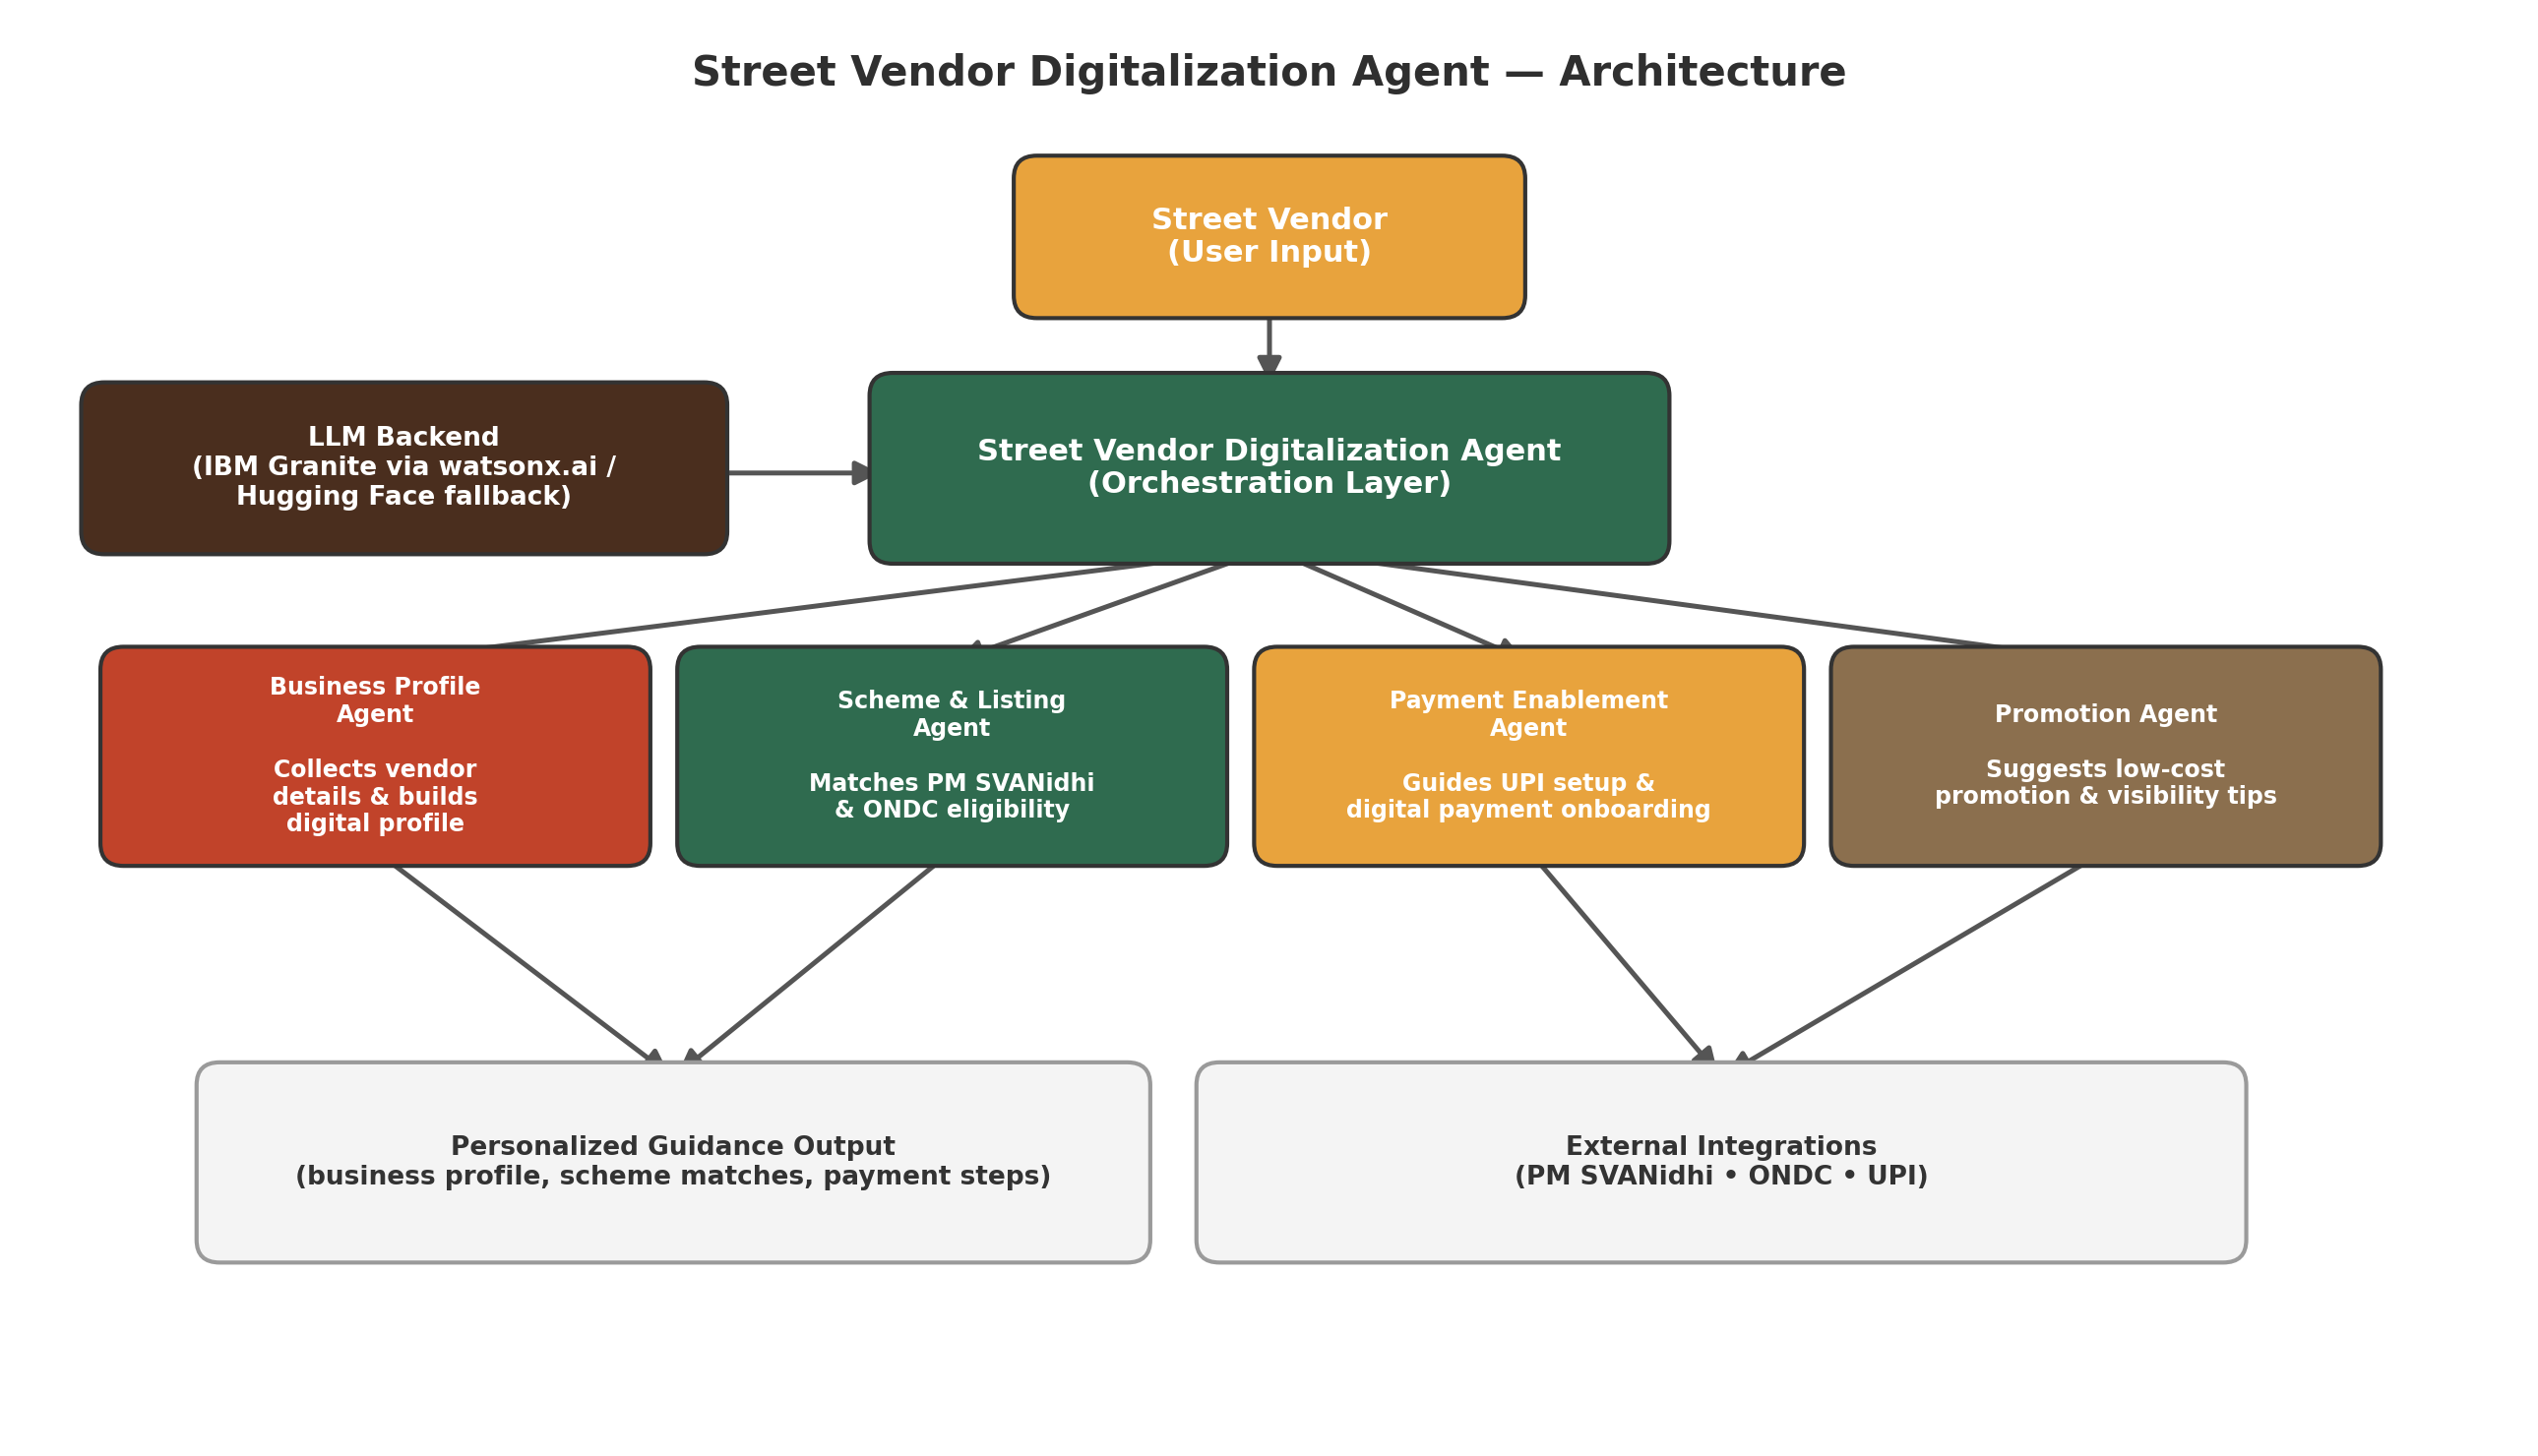 Street Vendor Digitalization Agent — Architecture
Street Vendor
(User Input)
LLM Backend
(IBM Granite via watsonx.ai /
Hugging Face fallback)
Street Vendor Digitalization Agent
(Orchestration Layer)
Business Profile
Agent
Collects vendor
details & builds
digital profile
Scheme & Listing
Agent
Matches PM SVANidhi
& ONDC eligibility
Payment Enablement
Agent
Guides UPI setup &
digital payment onboarding
Promotion Agent
Suggests low-cost
promotion & visibility tips
Personalized Guidance Output
(business profile, scheme matches, payment steps)
External Integrations
(PM SVANidhi • ONDC • UPI)